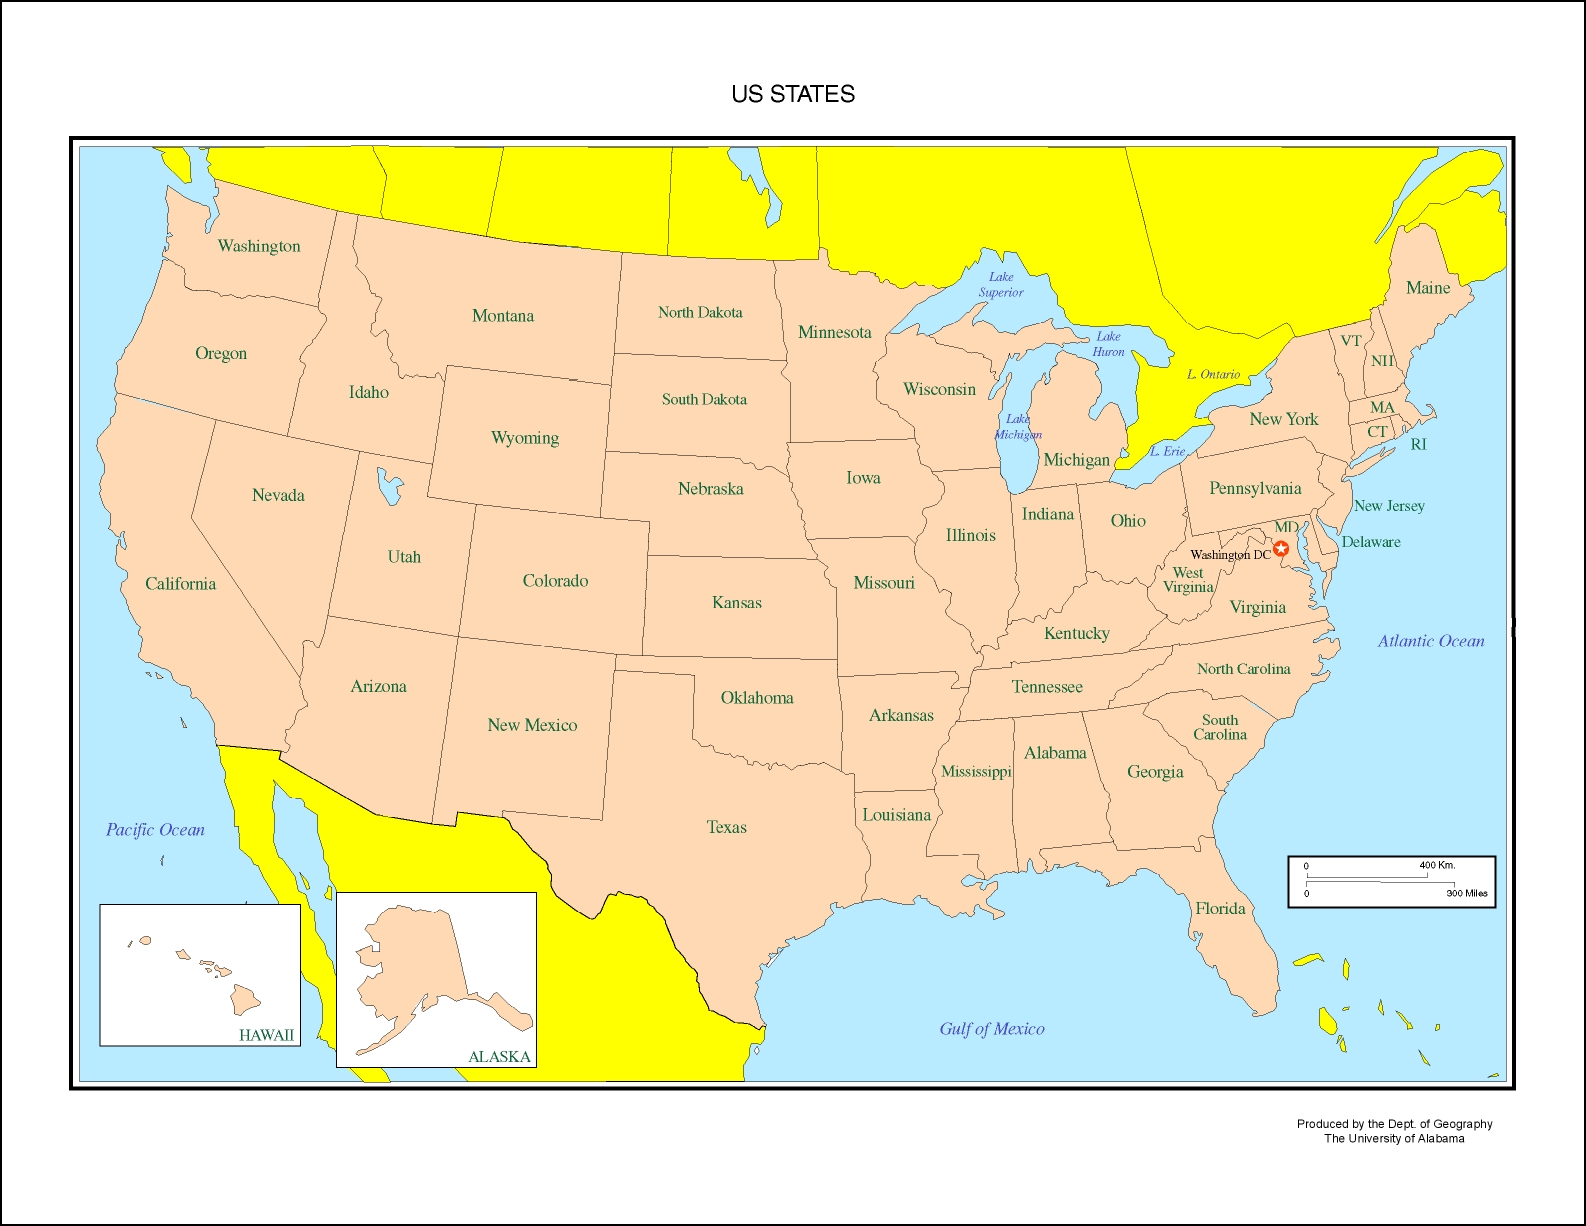 US STATES
Washington
Oregon
California
Nevada
Idaho
Montana
Wyoming
Utah
Arizona
Colorado
New Mexico
North Dakota
South Dakota
Nebraska
Kansas
Oklahoma
Texas
Minnesota
Iowa
Missouri
Arkansas
Louisiana
Wisconsin
Illinois
Michigan
Indiana
Ohio
Kentucky
Tennessee
Mississippi
Alabama
Georgia
Florida
South
Carolina
North Carolina
Virginia
West
Virginia
Washington DC
MD
Delaware
New Jersey
Pennsylvania
New York
VT
NH
Maine
MA
CT
RI
Lake
Superior
Lake
Huron
Lake
Michigan
L. Ontario
L. Erie
Atlantic Ocean
Pacific Ocean
Gulf of Mexico
HAWAII
ALASKA
0
400 Km.
0
300 Miles
Produced by the Dept. of Geography
The University of Alabama